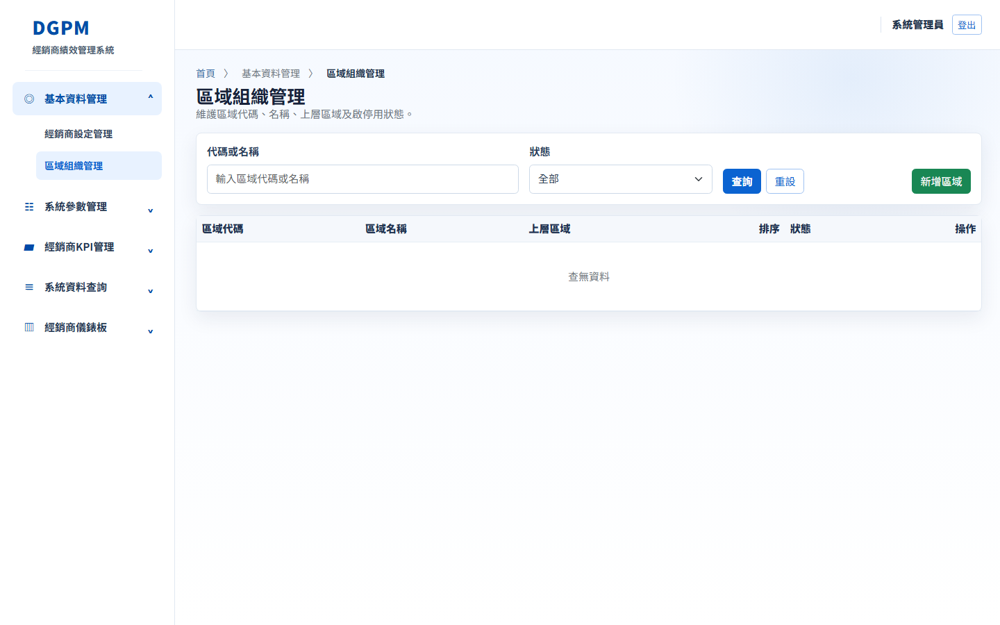 DGPM
經銷商績效管理系統
系統管理員
登出
基本資料管理
經銷商設定管理
區域組織管理
系統參數管理
經銷商KPI管理
系統資料查詢
經銷商儀錶板
首頁 〉 基本資料管理 〉 區域組織管理
區域組織管理
維護區域代碼、名稱、上層區域及啟停用狀態。
代碼或名稱
狀態
輸入區域代碼或名稱
全部
查詢
重設
新增區域
區域代碼 區域名稱 上層區域 排序 狀態 操作
查無資料